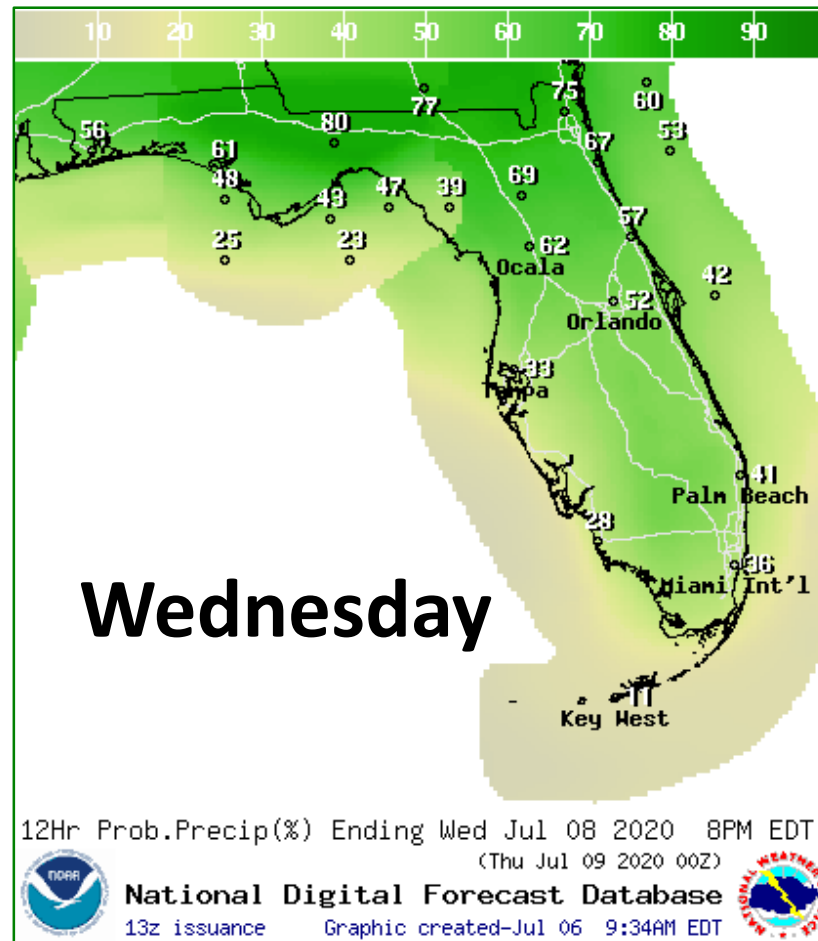 10 20 30 40 50 60 70 80 90
77 75 60
56 80 67 53
61
48 43 47 39 69
57
25 23 62
Ocala
42
52
Orlando
33
Tampa
41
Palm Beach
28
36
Miami Int'l
Wednesday
11
Key West
12Hr Prob.Precip(%) Ending Wed Jul 08 2020 8PM EDT
(Thu Jul 09 2020 00Z)
National Digital Forecast Database
13z issuance Graphic created-Jul 06 9:34AM EDT
NOAA